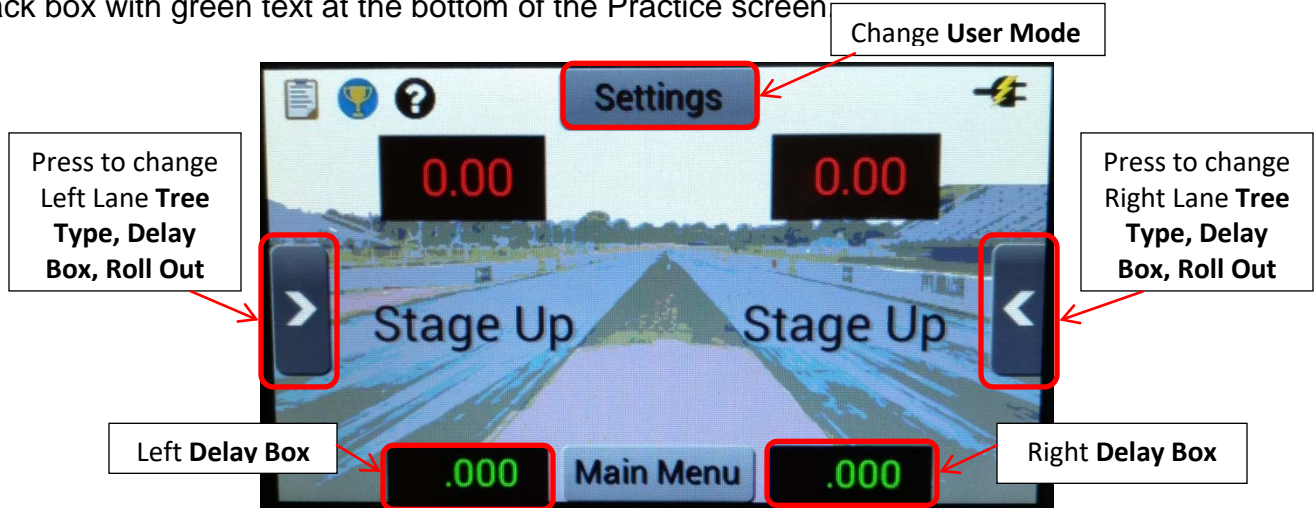 ack box with green text at the bottom of the Practice screen.
Change User Mode
Settings
0.00
0.00
Press to change
Left Lane Tree
Type, Delay
Box, Roll Out
Press to change
Right Lane Tree
Type, Delay
Box, Roll Out
Stage Up
Stage Up
Left Delay Box
.000
Main Menu
.000
Right Delay Box